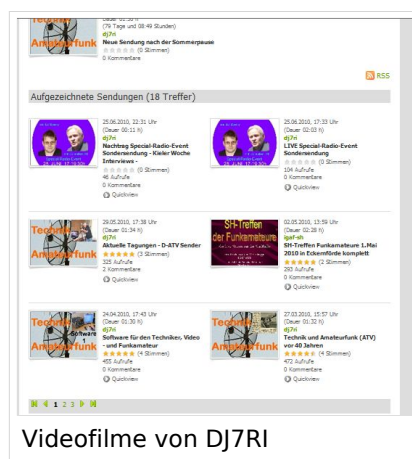 (79 Tage und 08:49 Stunden)
dj7ri
Neue Sendung nach der Sommerpause
(0 Stimmen)
0 Kommentare
RSS
Aufgezeichnete Sendungen (18 Treffer)
25.06.2010, 22:31 Uhr
(Dauer 00:11 h)
dj7ri
Nachtrag Special-Radio-Event
Sondersendung - Kieler Woche
Interviews -
(0 Stimmen)
46 Aufrufe
0 Kommentare
Quickview
25.06.2010, 17:33 Uhr
(Dauer 02:03 h)
dj7ri
LIVE Special-Radio-Event
Sondersendung
(0 Stimmen)
104 Aufrufe
0 Kommentare
Quickview
Technik
Amateurfunk
29.05.2010, 17:38 Uhr
(Dauer 01:34 h)
dj7ri
Aktuelle Tagungen - D-ATV Sender
(3 Stimmen)
325 Aufrufe
2 Kommentare
Quickview
SH-Treffen
der Funkamateure
02.05.2010, 13:59 Uhr
(Dauer 02:28 h)
igaf-sh
SH-Treffen Funkamateure 1.Mai
2010 in Eckernförde komplett
(2 Stimmen)
293 Aufrufe
0 Kommentare
Quickview
Software
24.04.2010, 17:43 Uhr
(Dauer 01:30 h)
dj7ri
Software für den Techniker, Video
- und Funkamateur
(4 Stimmen)
455 Aufrufe
0 Kommentare
Quickview
27.03.2010, 15:57 Uhr
(Dauer 01:32 h)
dj7ri
Technik und Amateurfunk (ATV)
vor 40 Jahren
(4 Stimmen)
472 Aufrufe
0 Kommentare
Quickview
1 2 3
Videofilme von DJ7RI